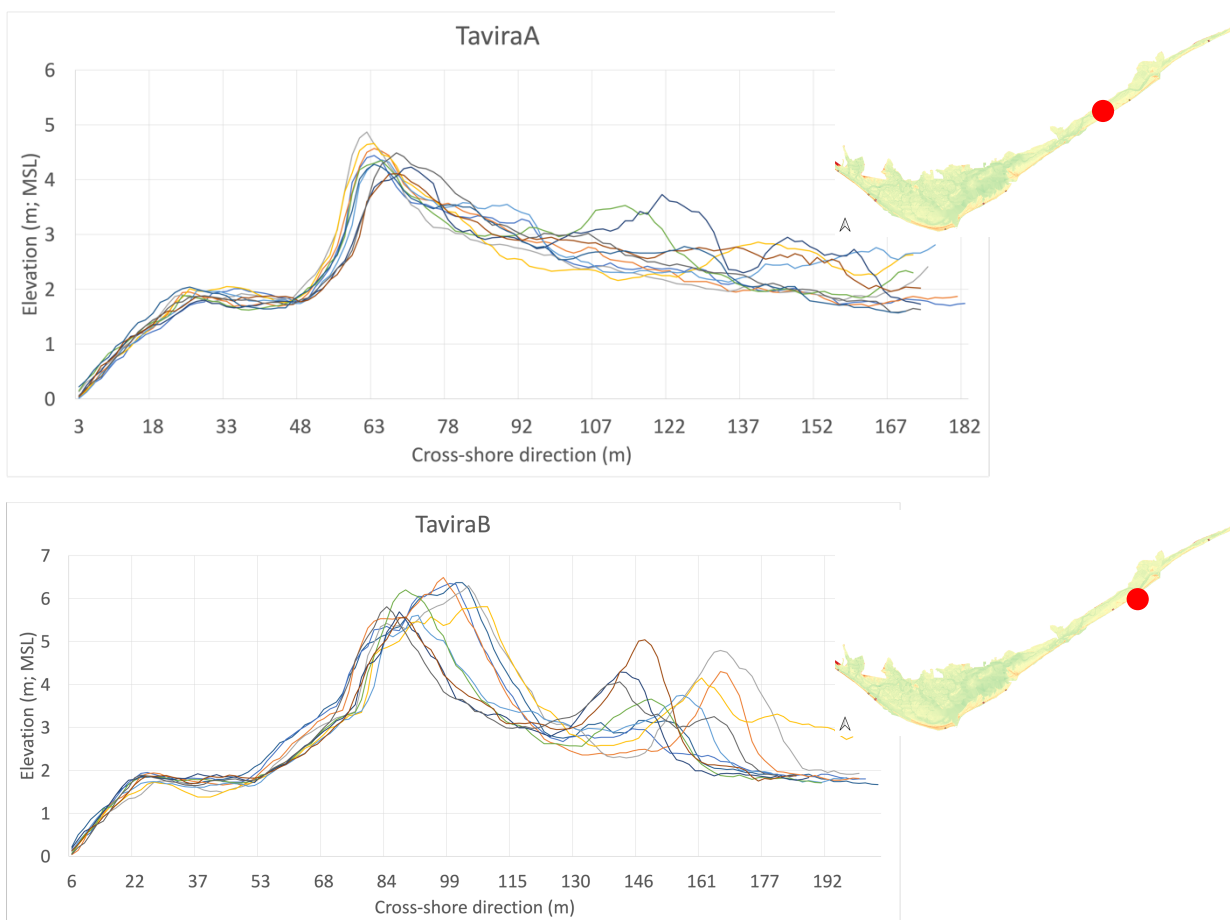 TaviraA
6
5
4
3
2
1
0
Elevation (m; MSL)
3 18 33 48 63 78 92 107 122 137 152 167 182
Cross-shore direction (m)
TaviraB
7
6
5
4
3
2
1
0
Elevation (m; MSL)
6 22 37 53 68 84 99 115 130 146 161 177 192
Cross-shore direction (m)